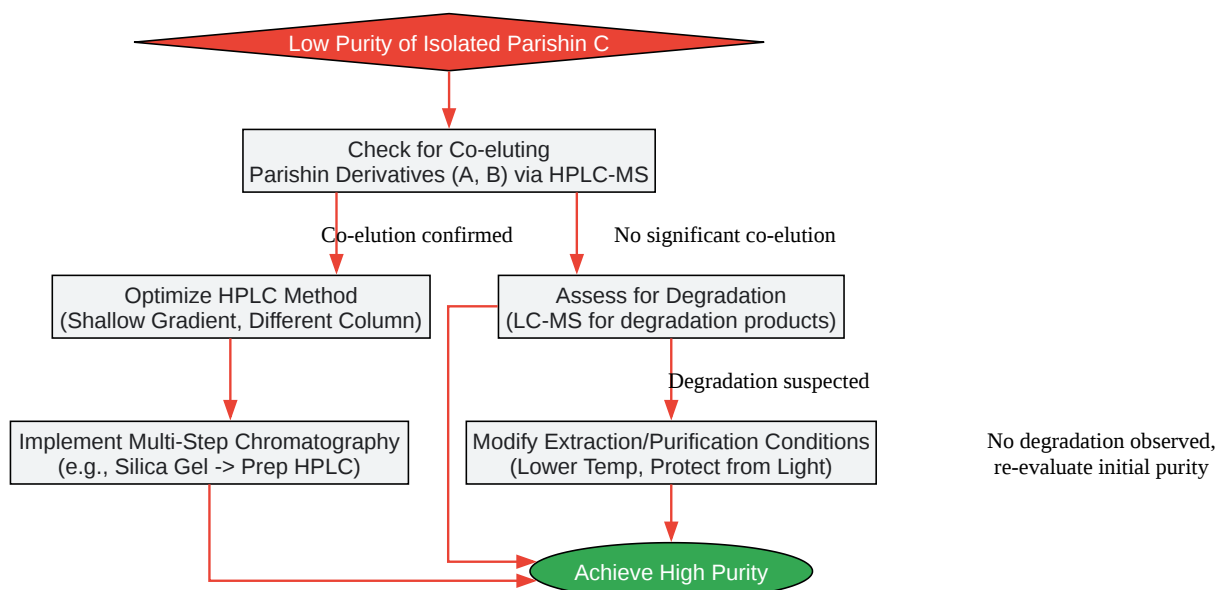 Low Purity of Isolated Parishin C
Check for Co-eluting
Parishin Derivatives (A, B) via HPLC-MS
Co-elution confirmed
No significant co-elution
Optimize HPLC Method
(Shallow Gradient, Different Column)
Assess for Degradation
(LC-MS for degradation products)
Degradation suspected
Implement Multi-Step Chromatography
(e.g., Silica Gel -> Prep HPLC)
Modify Extraction/Purification Conditions
(Lower Temp, Protect from Light)
No degradation observed,
re-evaluate initial purity
Achieve High Purity